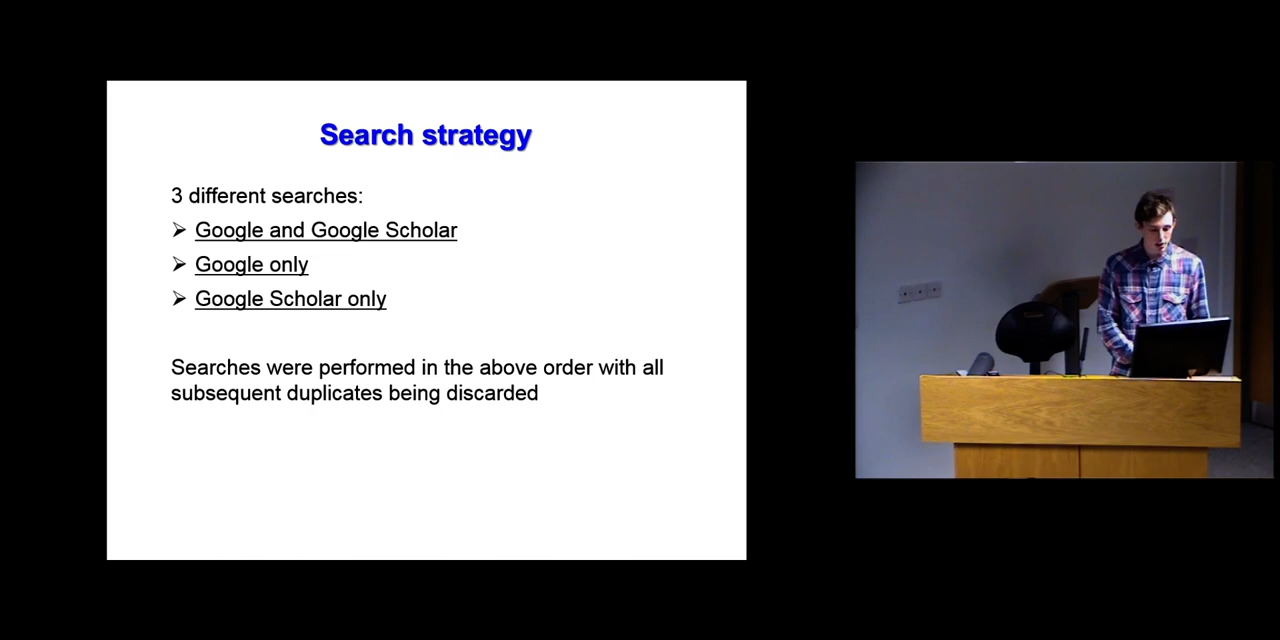 Search strategy
3 different searches:
➢ Google and Google Scholar
➢ Google only
➢ Google Scholar only
Searches were performed in the above order with all
subsequent duplicates being discarded